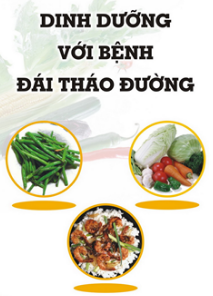 DINH DƯỠNG
VỚI BỆNH
ĐÁI THÁO ĐƯỜNG